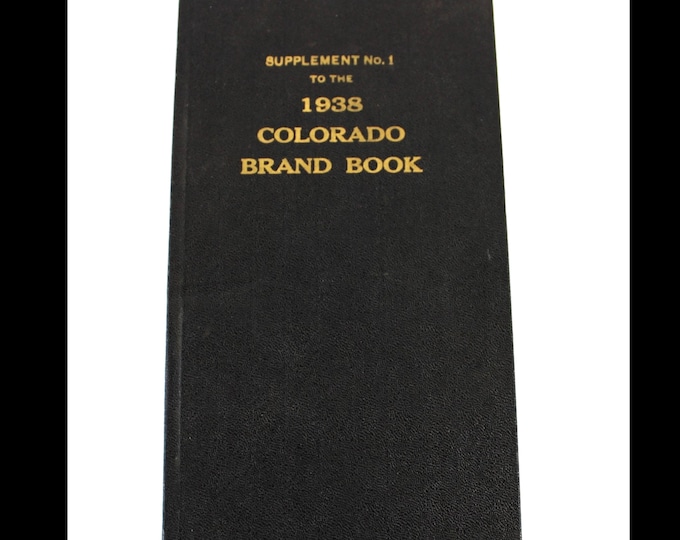 SUPPLEMENT No. 1
TO THE
1938
COLORADO
BRAND BOOK